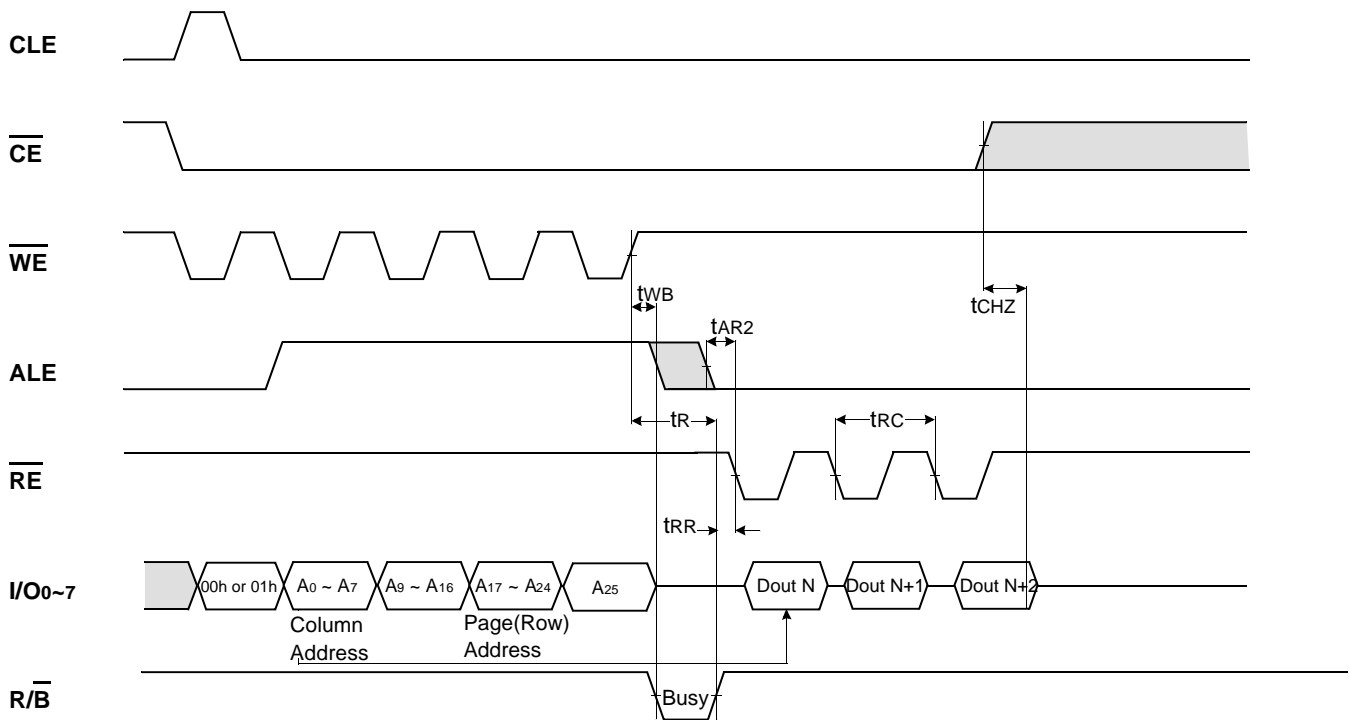 CLE
CE
WE
tWB
tCHZ
tAR2
ALE
tR
tRC
RE
tRR
I/O0~7
00h or 01h
A0 ~ A7
A9 ~ A16
A17 ~ A24
A25
Dout N
Dout N+1
Dout N+2
Column
Address
Page(Row)
Address
R/B
Busy